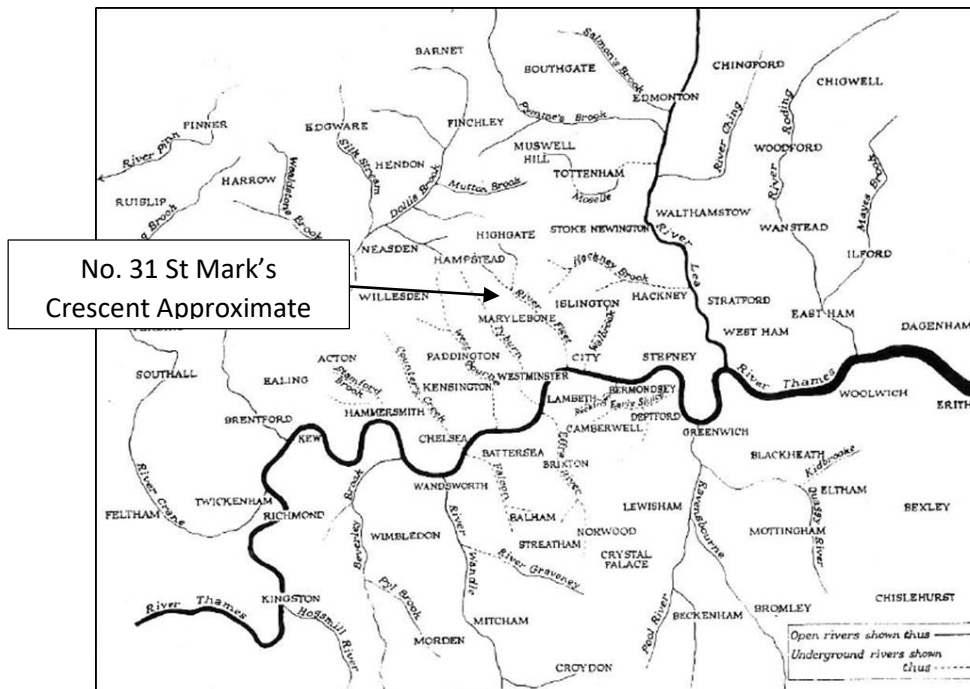 BARNET
SOUTHGATE
Salmon's Brook
CHINGFORD
CHIGWELL
EDMONTON
PINNER
River Pinn
EDGWARE
FINCHLEY
Pymme's Brook
River Ching
River Roding
WOODFORD
Silk Stream
HENDON
MUSWELL
HILL
TOTTENHAM
Wealdstone Brook
HARROW
Mutton Brook
Mayes Brook
RUISLIP
Dollis Brook
Moselle
WALTHAMSTOW
WANSTEAD
Brook
HIGHGATE
STOKE NEWINGTON
NEASDEN
HAMPSTEAD
River Lea
ILFORD
No. 31 St Mark's
Crescent Approximate
Hackney Brook
WILLESDEN
River Fleet
ISLINGTON
HACKNEY
STRATFORD
EAST HAM
MARYLEBONE
Tyburn
Walbrook
WEST HAM
DAGENHAM
PADDINGTON
West Bourne
CITY
STEPNEY
ACTON
Counters Creek
SOUTHALL
EALING
Stamford
Brook
KENSINGTON
WESTMINSTER
BERMONDSEY
River Thames
WOOLWICH
ERITH
LAMBETH
HAMMERSMITH
DEPTFORD
BRENTFORD
CAMBERWELL
GREENWICH
KEW
CHELSEA
BATTERSEA
Effra River
BRIXTON
BLACKHEATH
Kidbrooke
WANDSWORTH
Falcon
River Crane
TWICKENHAM
ELTHAM
FELTHAM
RICHMOND
Beverley Brook
BALHAM
LEWISHAM
Ravensbourne
Quaggy River
BEXLEY
WIMBLEDON
NORWOOD
MOTTINGHAM
STREATHAM
CRYSTAL
PALACE
River Wandle
River Graveney
Pyl Brook
KINGSTON
River Thames
Hogsmill River
MITCHAM
Pool River
BECKENHAM
BROMLEY
CHISLEHURST
MORDEN
CROYDON
Open rivers shown thus
Underground rivers shown
thus